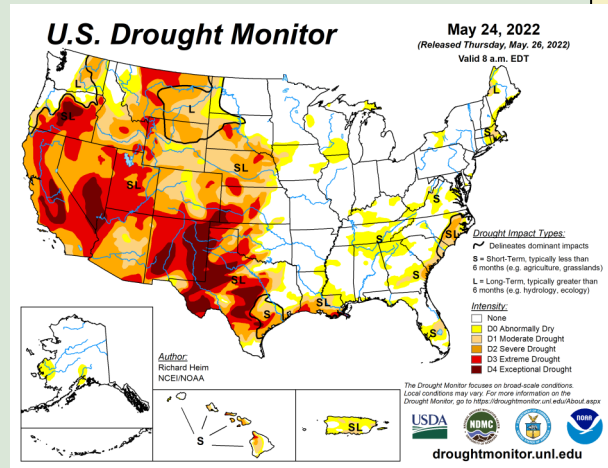 U.S. Drought Monitor
May 24, 2022
(Released Thursday, May. 26, 2022)
Valid 8 a.m. EDT
L
L
L
SL
S
SL
SL
S
S
SL
SL
S
S
SL
S
Drought Impact Types:
Delineates dominant impacts
S = Short-Term, typically less than
6 months (e.g. agriculture, grasslands)
L = Long-Term, typically greater than
6 months (e.g. hydrology, ecology)
Intensity:
None
D0 Abnormally Dry
D1 Moderate Drought
D2 Severe Drought
D3 Extreme Drought
D4 Exceptional Drought
Author:
Richard Heim
NCEI/NOAA
S
SL
The Drought Monitor focuses on broad-scale conditions.
Local conditions may vary. For more information on the
Drought Monitor, go to https://droughtmonitor.unl.edu/About.aspx
USDA
NDMC
NOAA
droughtmonitor.unl.edu